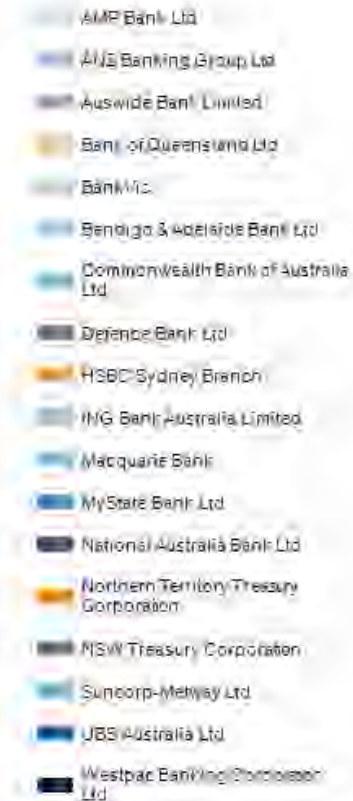 AMP Bank Ltd
ANZ Banking Group Ltd
Auswide Bank Limited
Bank of Queensland Ltd
BankVic
Bendigo & Adelaide Bank Ltd
Commonwealth Bank of Australia
Ltd
Defence Bank Ltd
HSBC Sydney Branch
ING Bank Australia Limited
Macquarie Bank
MyState Bank Ltd
National Australia Bank Ltd
Northern Territory Treasury
Corporation
NSW Treasury Corporation
Suncorp-Metway Ltd
UBS Australia Ltd
Westpac Banking Corporation
Ltd